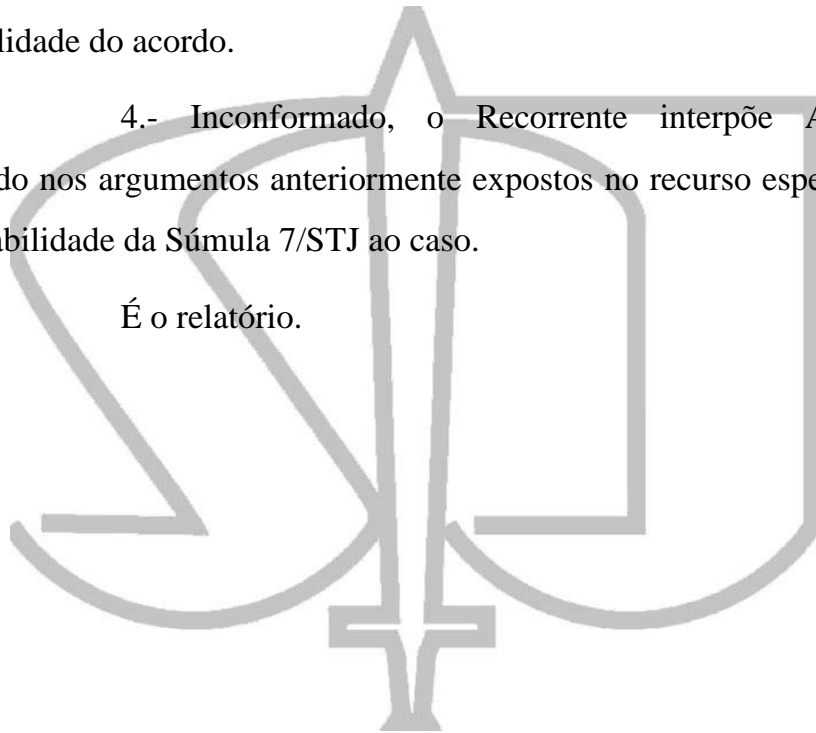 lidade do acordo.
4.- Inconformado, o Recorrente interpõe A
do nos argumentos anteriormente expostos no recurso espe
abilidade da Súmula 7/STJ ao caso.
É o relatório.